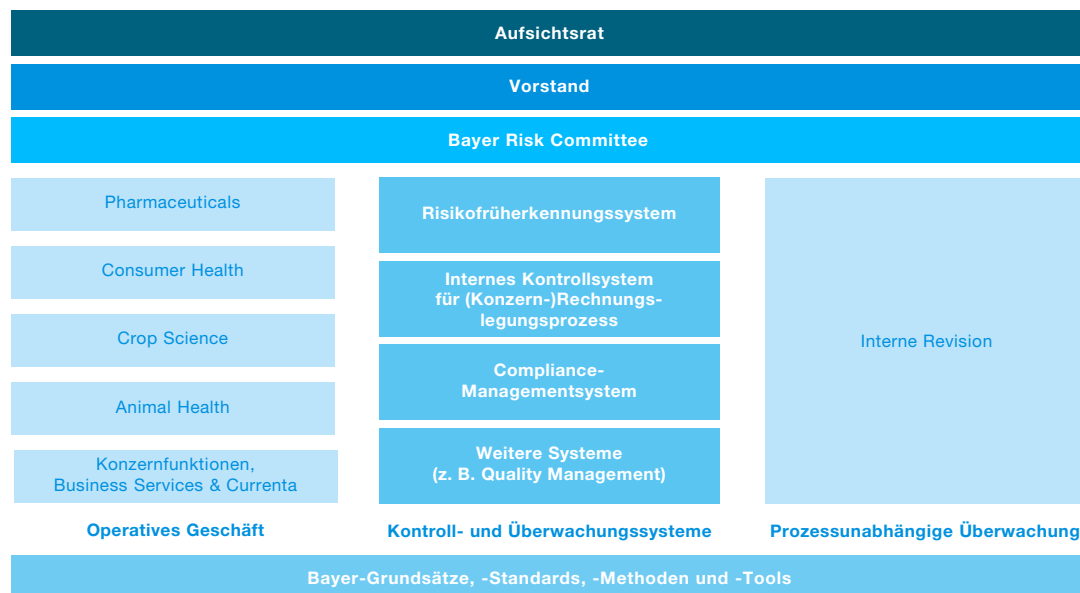 Aufsichtsrat
Vorstand
Bayer Risk Committee
Pharmaceuticals
Consumer Health
Crop Science
Animal Health
Konzernfunktionen,
Business Services & Currenta
Operatives Geschäft
Risikofrüherkennungssystem
Internes Kontrollsystem
für (Konzern-)Rechnungs-
legungsprozess
Compliance-
Managementsystem
Weitere Systeme
(z. B. Quality Management)
Kontroll- und Überwachungssysteme
Interne Revision
Prozessunabhängige Überwachung
Bayer-Grundsätze, -Standards, -Methoden und -Tools